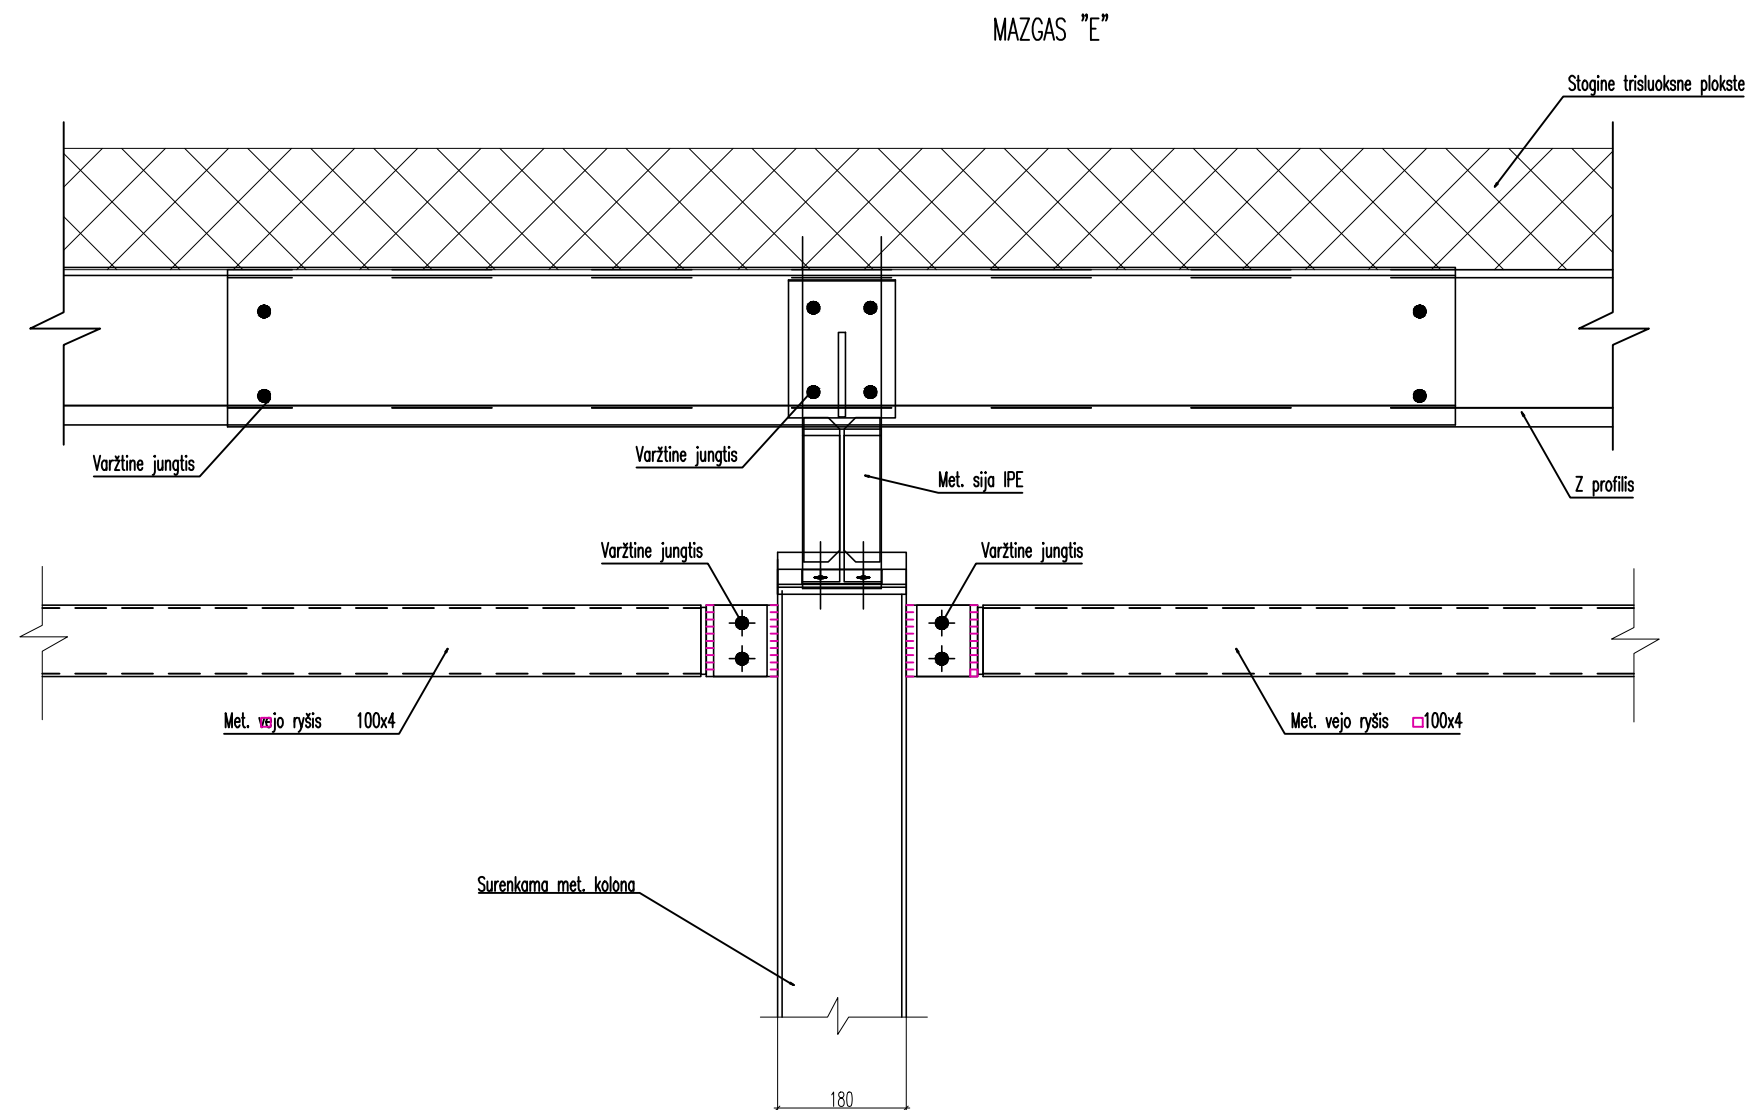 MAZGAS "E"
Stogine trisluoksne plokste
Varžtine jungtis
Varžtine jungtis
Met. sija IPE
Z profilis
Varžtine jungtis
Varžtine jungtis
Met. vejo ryšis 100x4
Met. vejo ryšis □100x4
Surenkama met. kolona
180